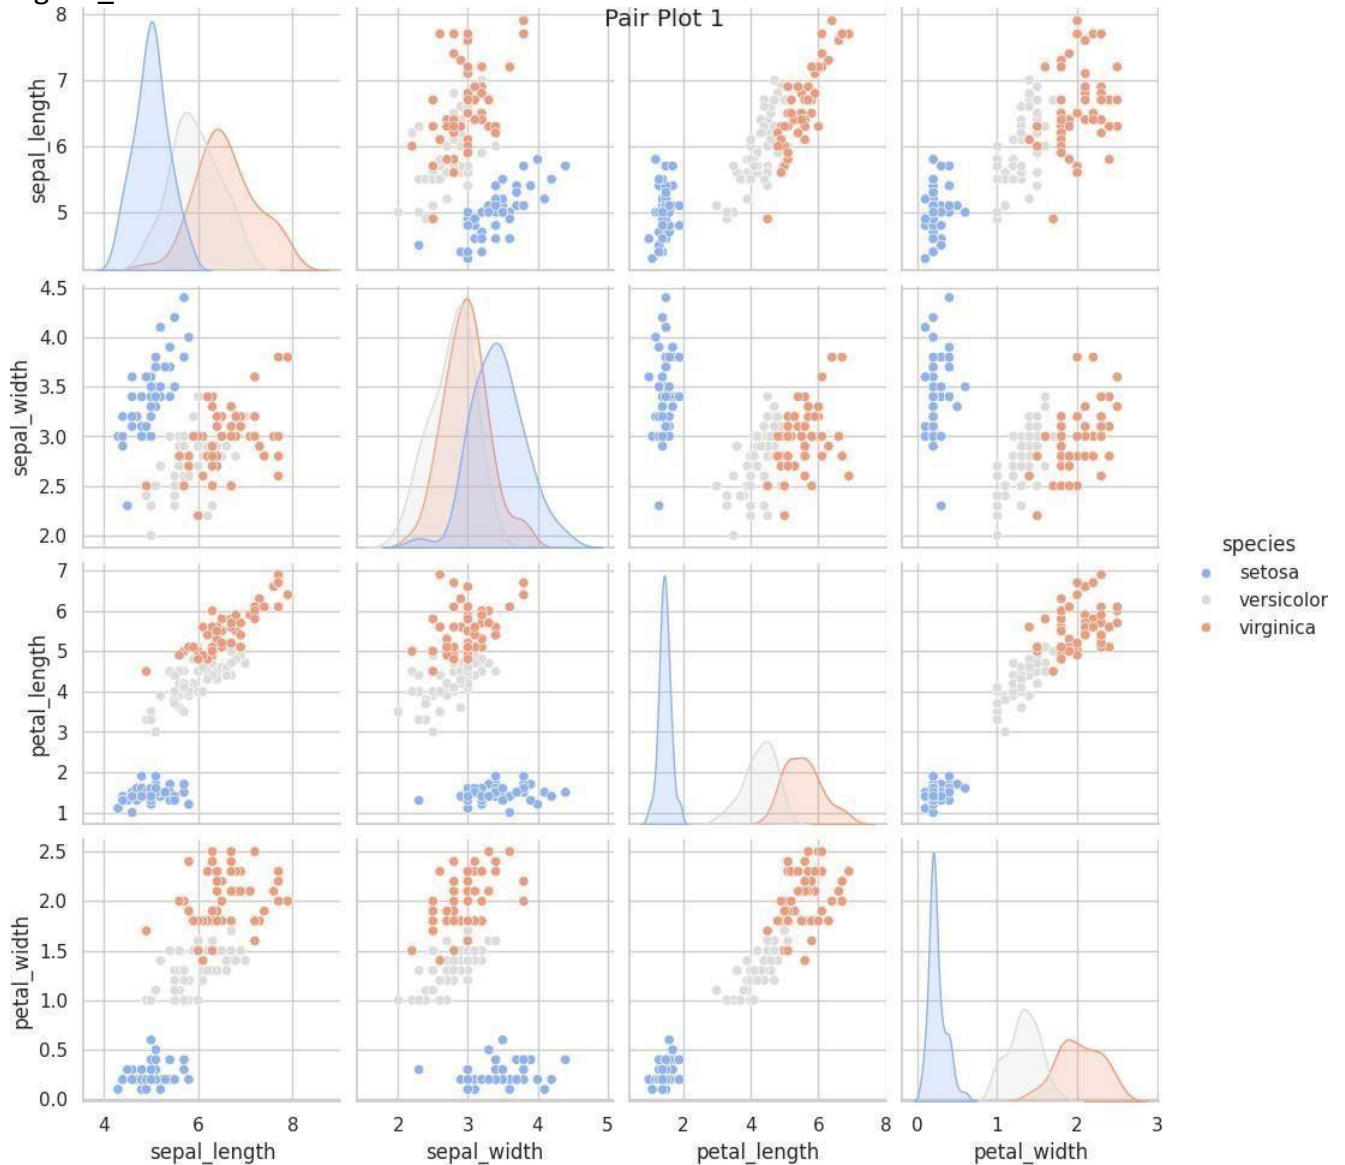 Pair Plot 1
8
7
6
5
sepal_length
4.5
4.0
3.5
3.0
2.5
2.0
sepal_width
7
6
5
4
3
2
1
petal_length
2.5
2.0
1.5
1.0
0.5
0.0
petal_width
4 6 8 2 3 4 5 2 4 6 8 0 1 2 3
sepal_length sepal_width petal_length petal_width
species
setosa
versicolor
virginica